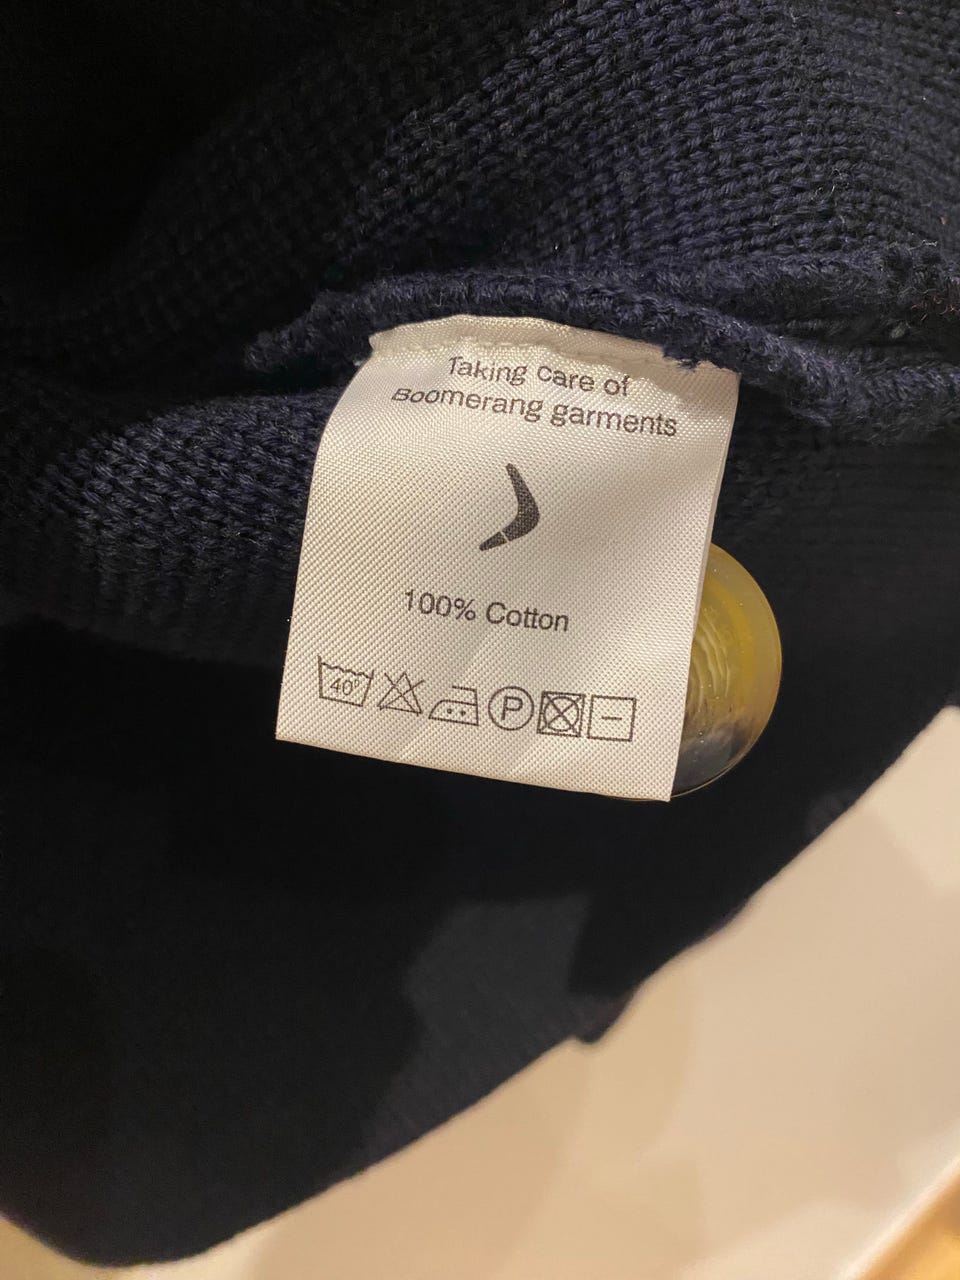 Taking care of
Boomerang garments
100% Cotton
40° P